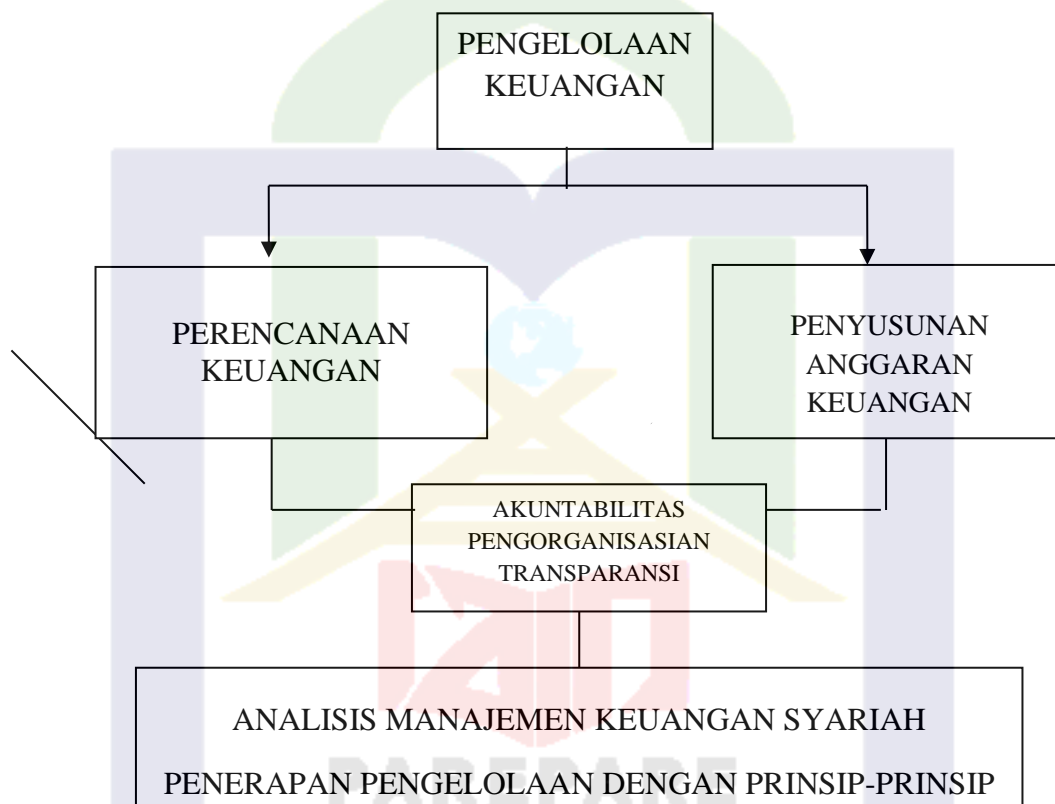 PENGELOLAAN
KEUANGAN
PERENCANAAN
KEUANGAN
PENYUSUNAN
ANGGARAN
KEUANGAN
AKUNTABILITAS
PENGORGANISASIAN
TRANSPARANSI
ANALISIS MANAJEMEN KEUANGAN SYARIAH
PENERAPAN PENGELOLAAN DENGAN PRINSIP-PRINSIP
PAREPARE